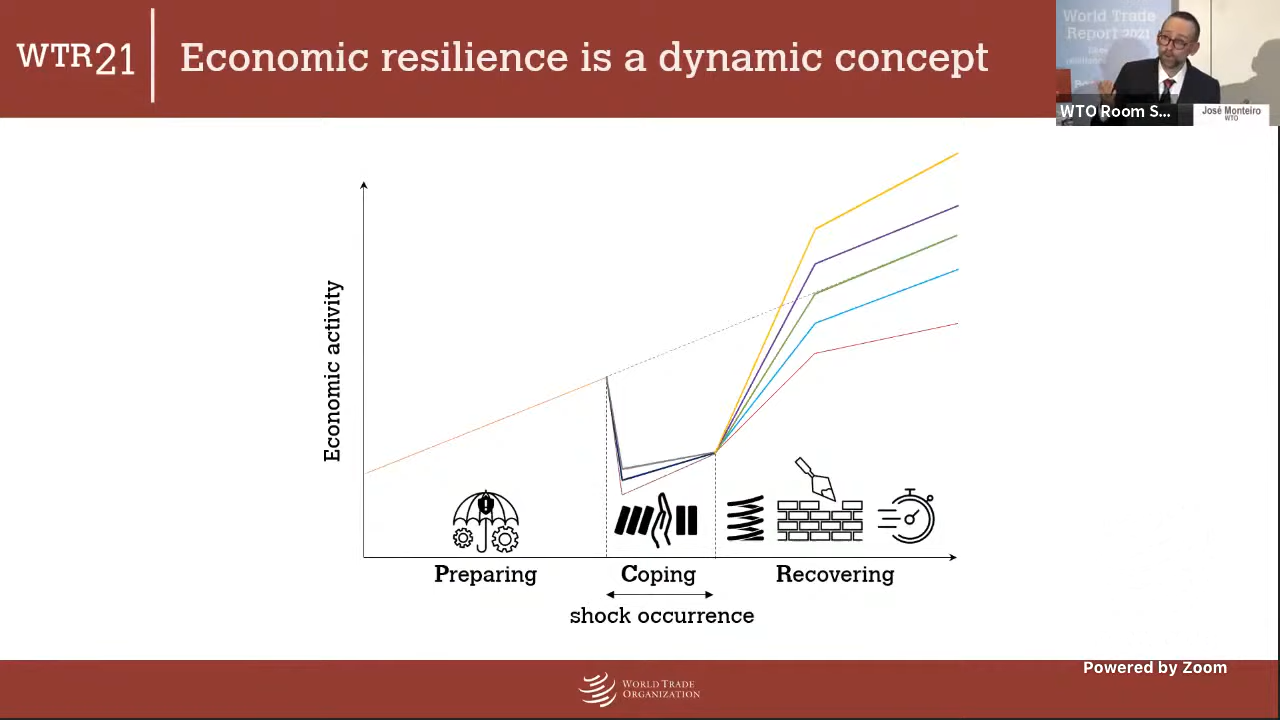 WTR21
Economic resilience is a dynamic concept
World Trade
Report 2021
WTO Room S...
José Monteiro
WTO
Economic activity
Preparing
Coping
Recovering
shock occurrence
Powered by Zoom
WORLD TRADE
ORGANIZATION